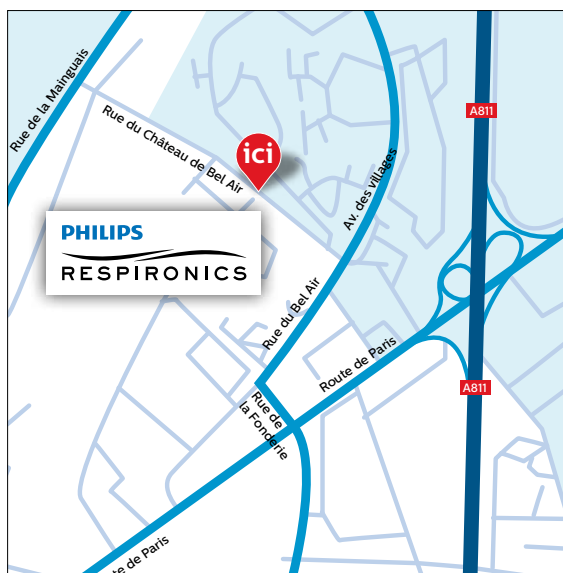 Rue de la Mainguais
A811
Rue du Château de Bel Air
ici
Av. des villages
PHILIPS
RESPIRONICS
Rue du Bel Air
Route de Paris
A811
Rue de
la Fonderie
te de Paris